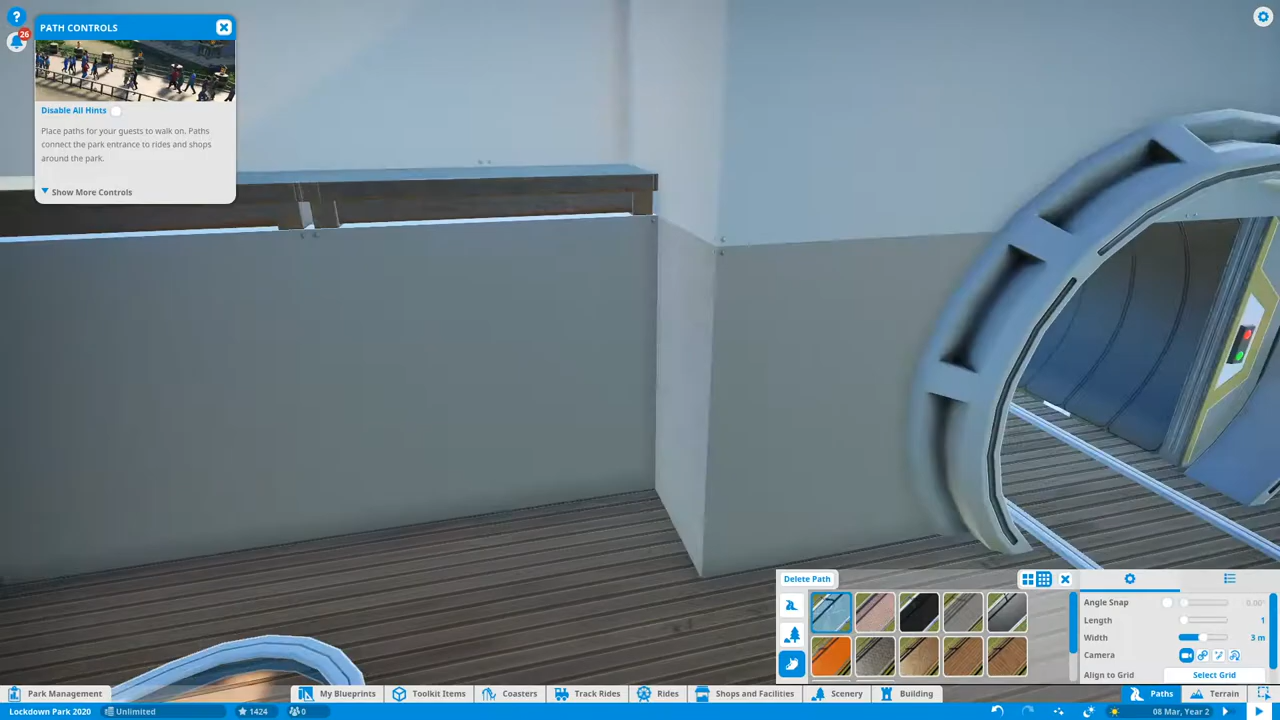 ?
PATH CONTROLS
26
Disable All Hints
Place paths for your guests to walk on. Paths
connect the park entrance to rides and shops
around the park.
Show More Controls
Delete Path
Angle Snap
0.00°
Length
1
Width
3 m
Camera
Align to Grid
Select Grid
Park Management
My Blueprints
Toolkit Items
Coasters
Track Rides
Rides
Shops and Facilities
Scenery
Building
Paths
Terrain
Lockdown Park 2020
Unlimited
1424
0
08 Mar, Year 2